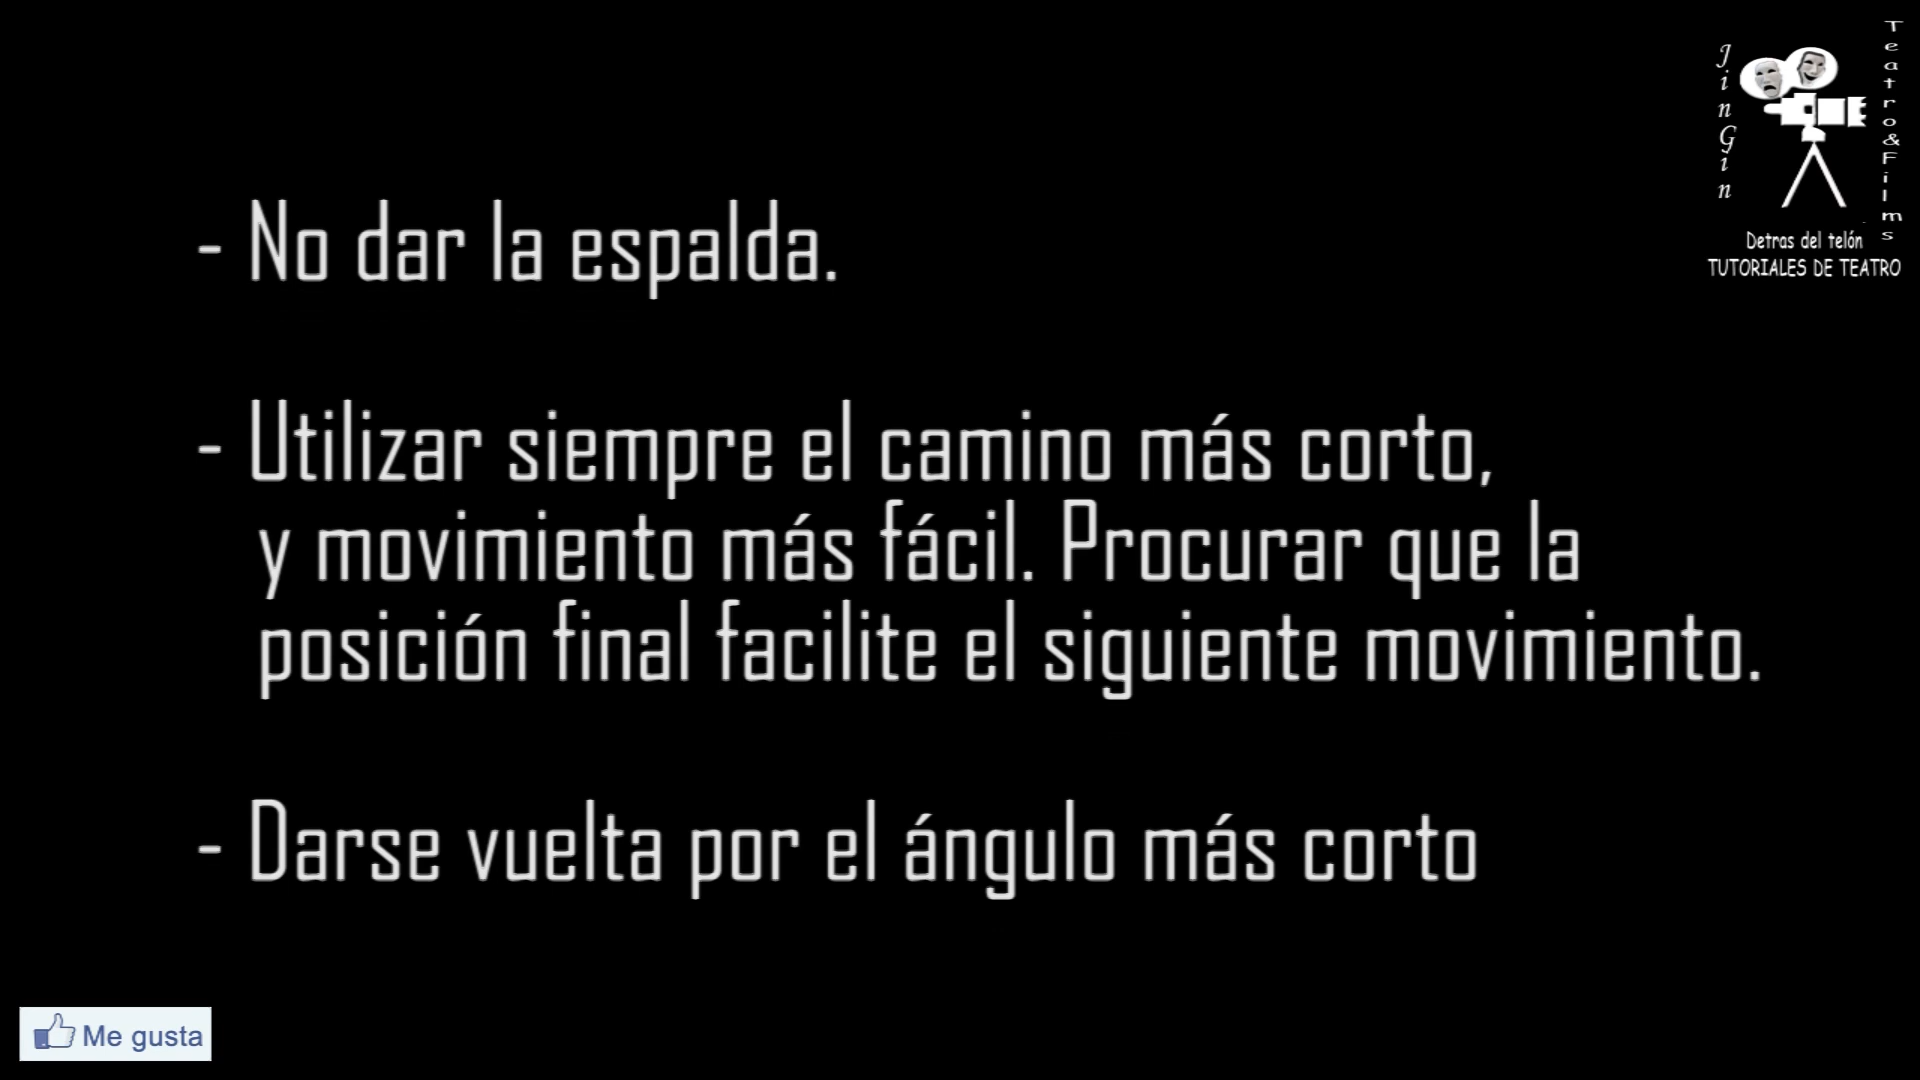 - No dar la espalda.
- Utilizar siempre el camino más corto,
y movimiento más fácil. Procurar que la
posición final facilite el siguiente movimiento.
- Darse vuelta por el ángulo más corto
JinGin
Teatro&Films
Detras del telón
TUTORIALES DE TEATRO
Me gusta